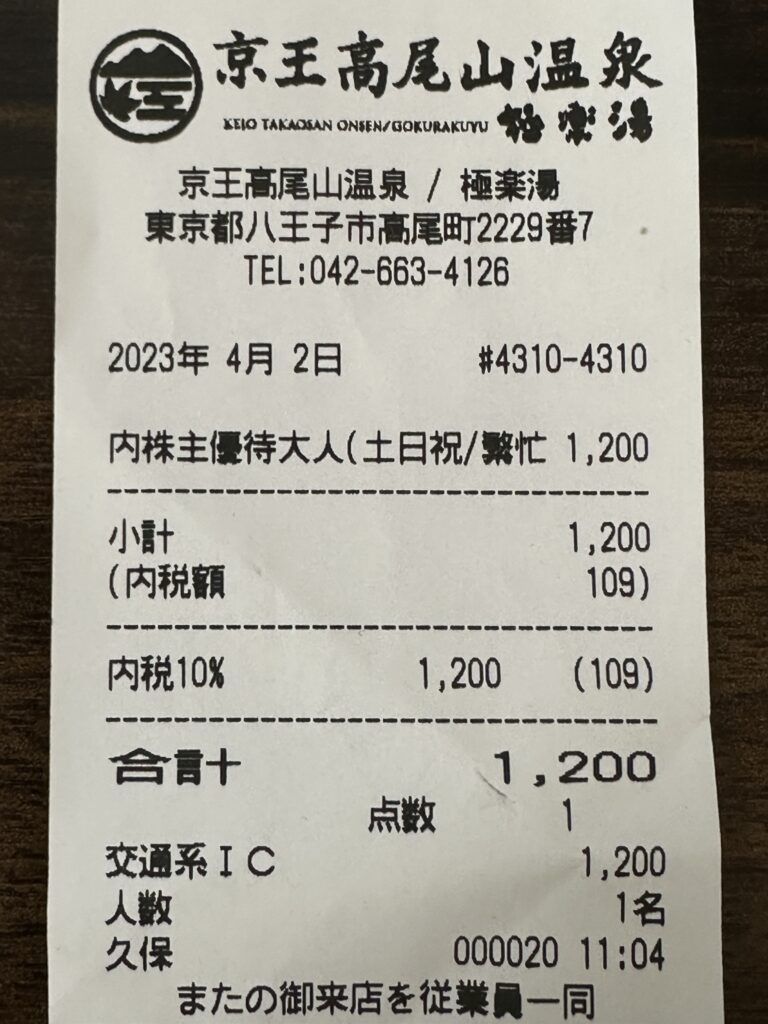 京王高尾山温泉
KEIO TAKAOSAN ONSEN/GOKURAKUYU 極楽湯
京王高尾山温泉 / 極楽湯
東京都八王子市高尾町2229番7
TEL:042-663-4126
2023年 4月 2日 #4310-4310
内株主優待大人(土日祝/繁忙 1,200
小計 1,200
(内税額 109)
内税10% 1,200 (109)
合計 1,200
点数 1
交通系IC 1,200
人数 1名
久保 000020 11:04
またの御来店を従業員一同